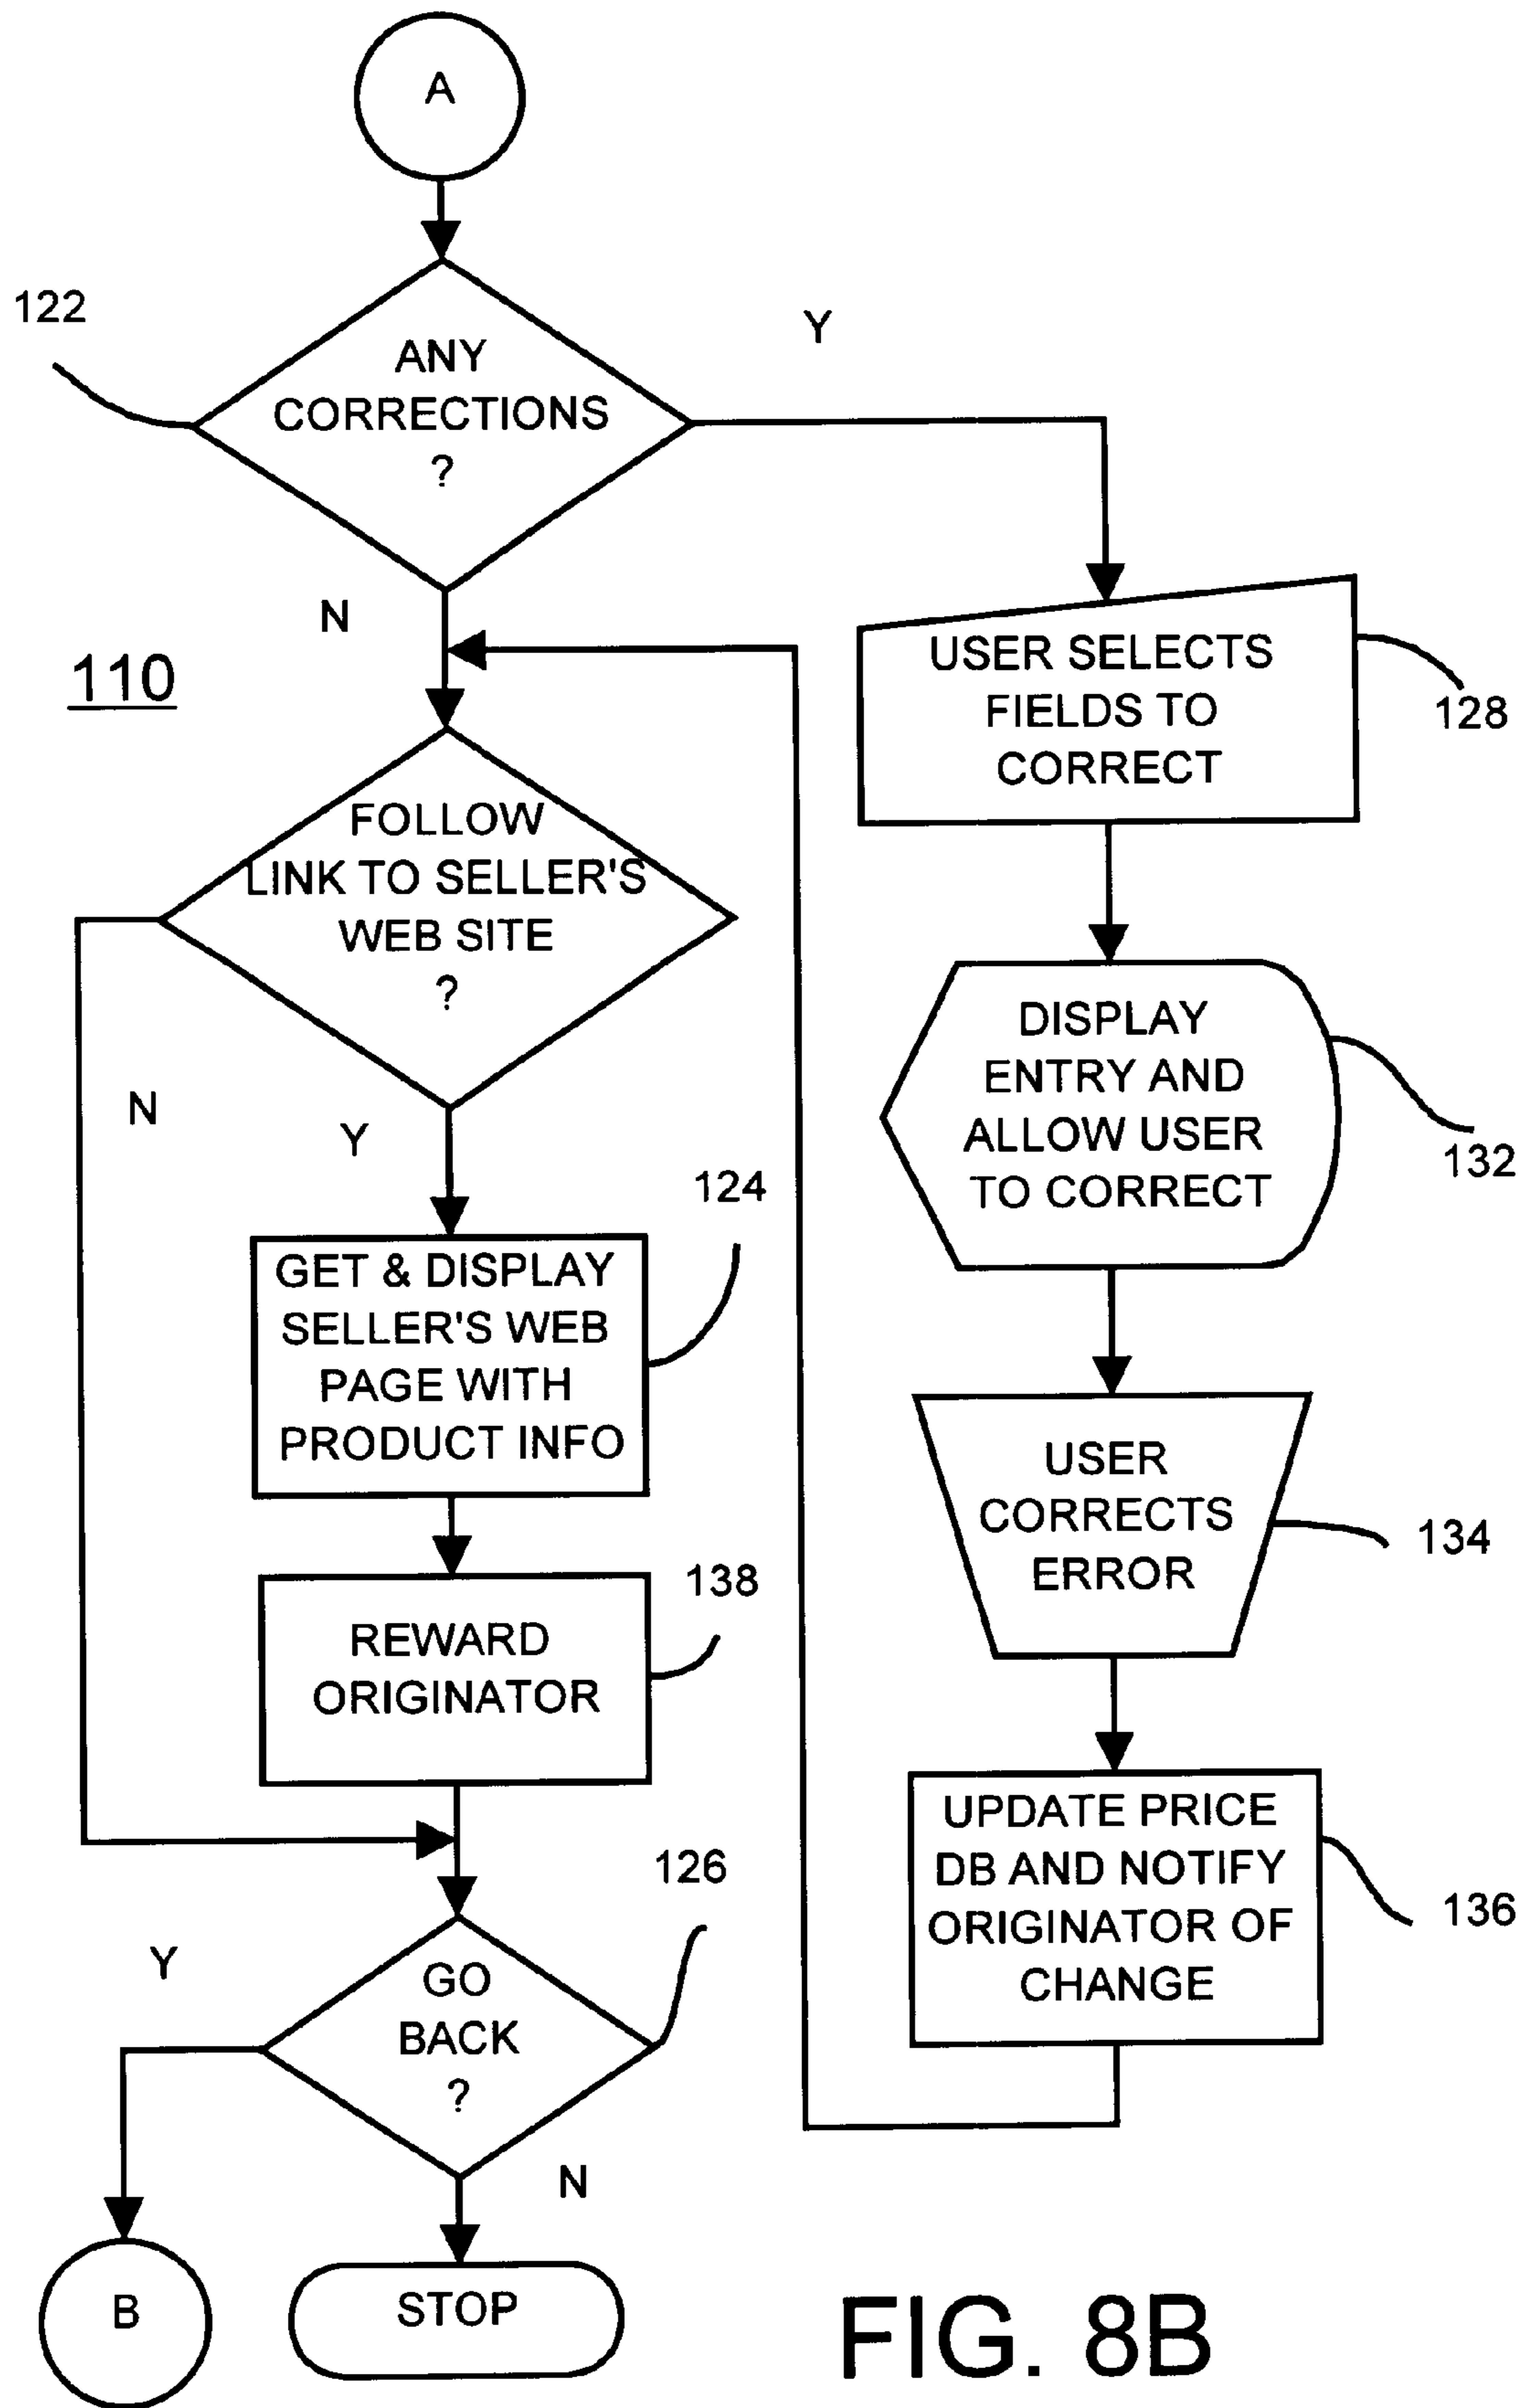 A
122
ANY
CORRECTIONS
?
Y
N
110
USER SELECTS
FIELDS TO
CORRECT
128
FOLLOW
LINK TO SELLER'S
WEB SITE
?
N
Y
DISPLAY
ENTRY AND
ALLOW USER
TO CORRECT
132
124
GET & DISPLAY
SELLER'S WEB
PAGE WITH
PRODUCT INFO
USER
CORRECTS
ERROR
134
138
REWARD
ORIGINATOR
UPDATE PRICE
DB AND NOTIFY
ORIGINATOR OF
CHANGE
136
126
GO
BACK
?
Y
N
B
STOP
FIG. 8B